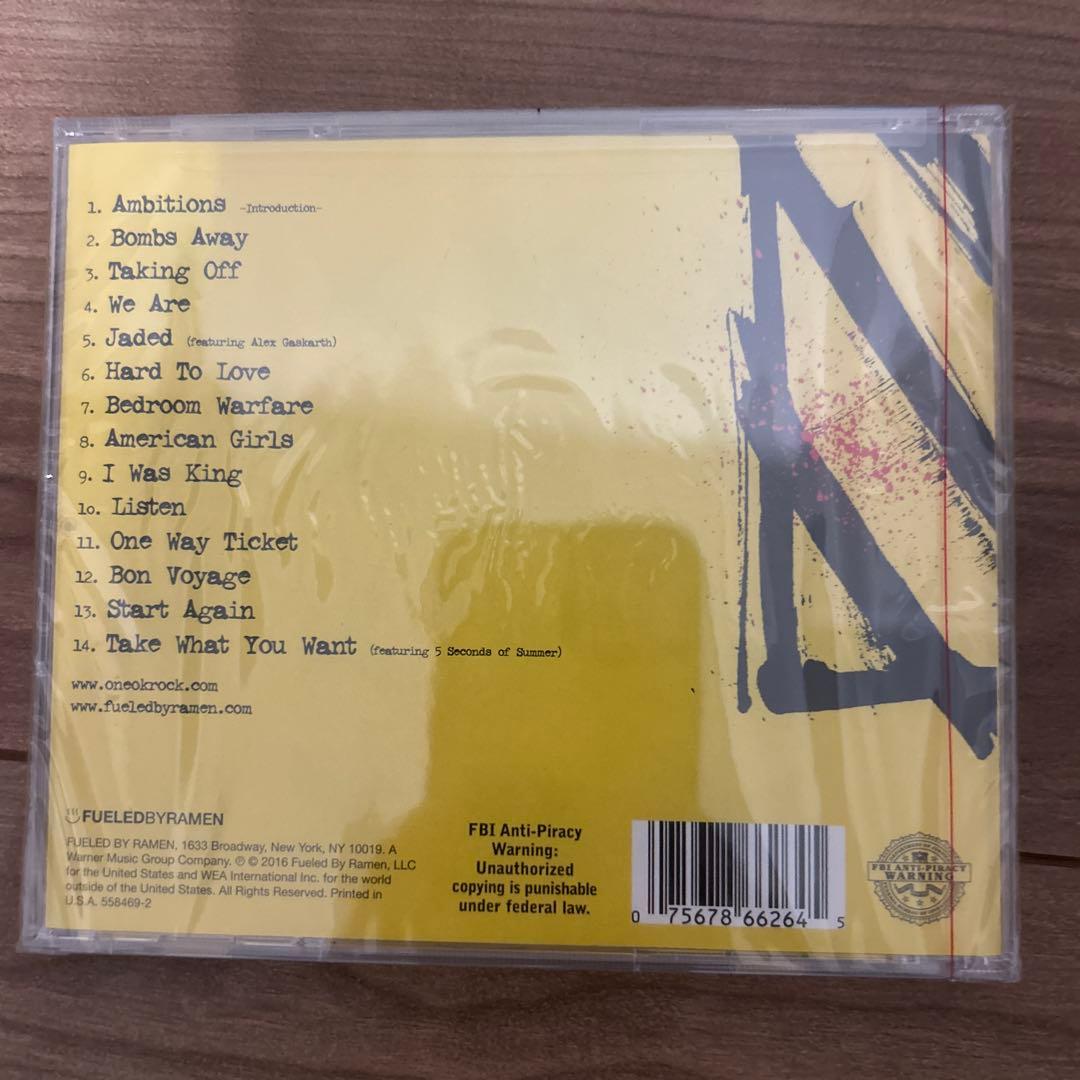 1. Ambitions -Introduction-
2. Bombs Away
3. Taking Off
4. We Are
5. Jaded (featuring Alex Gaskarth)
6. Hard To Love
7. Bedroom Warfare
8. American Girls
9. I Was King
10. Listen
11. One Way Ticket
12. Bon Voyage
13. Start Again
14. Take What You Want (featuring 5 Seconds of Summer)
www.oneokrock.com
www.fueledbyramen.com
FUELEDBYRAMEN
FUELED BY RAMEN, 1633 Broadway, New York, NY 10019. A
Warner Music Group Company. ℗ © 2016 Fueled By Ramen, LLC
for the United States and WEA International Inc. for the world
outside of the United States. All Rights Reserved. Printed in
U.S.A. 558469-2
FBI Anti-Piracy
Warning:
Unauthorized
copying is punishable
under federal law.
0 75678 66264 5
FBI ANTI-PIRACY
WARNING